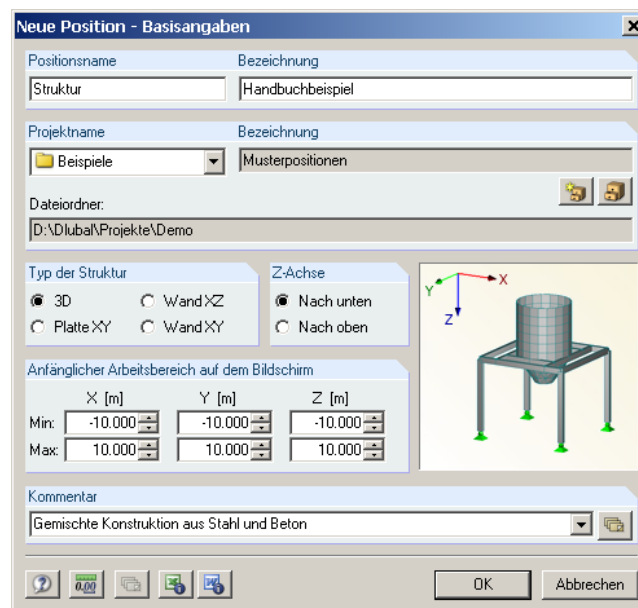 Neue Position - Basisangaben
Positionsname Bezeichnung
Struktur Handbuchbeispiel
Projektname Bezeichnung
Beispiele Musterpositionen
Dateiordner:
D:\Dlubal\Projekte\Demo
Typ der Struktur Z-Achse
3D Wand XZ Nach unten
Platte XY Wand XY Nach oben
X
Y
Z
Anfänglicher Arbeitsbereich auf dem Bildschirm
X [m] Y [m] Z [m]
Min: -10.000 -10.000 -10.000
Max: 10.000 10.000 10.000
Kommentar
Gemischte Konstruktion aus Stahl und Beton
0.00
OK Abbrechen